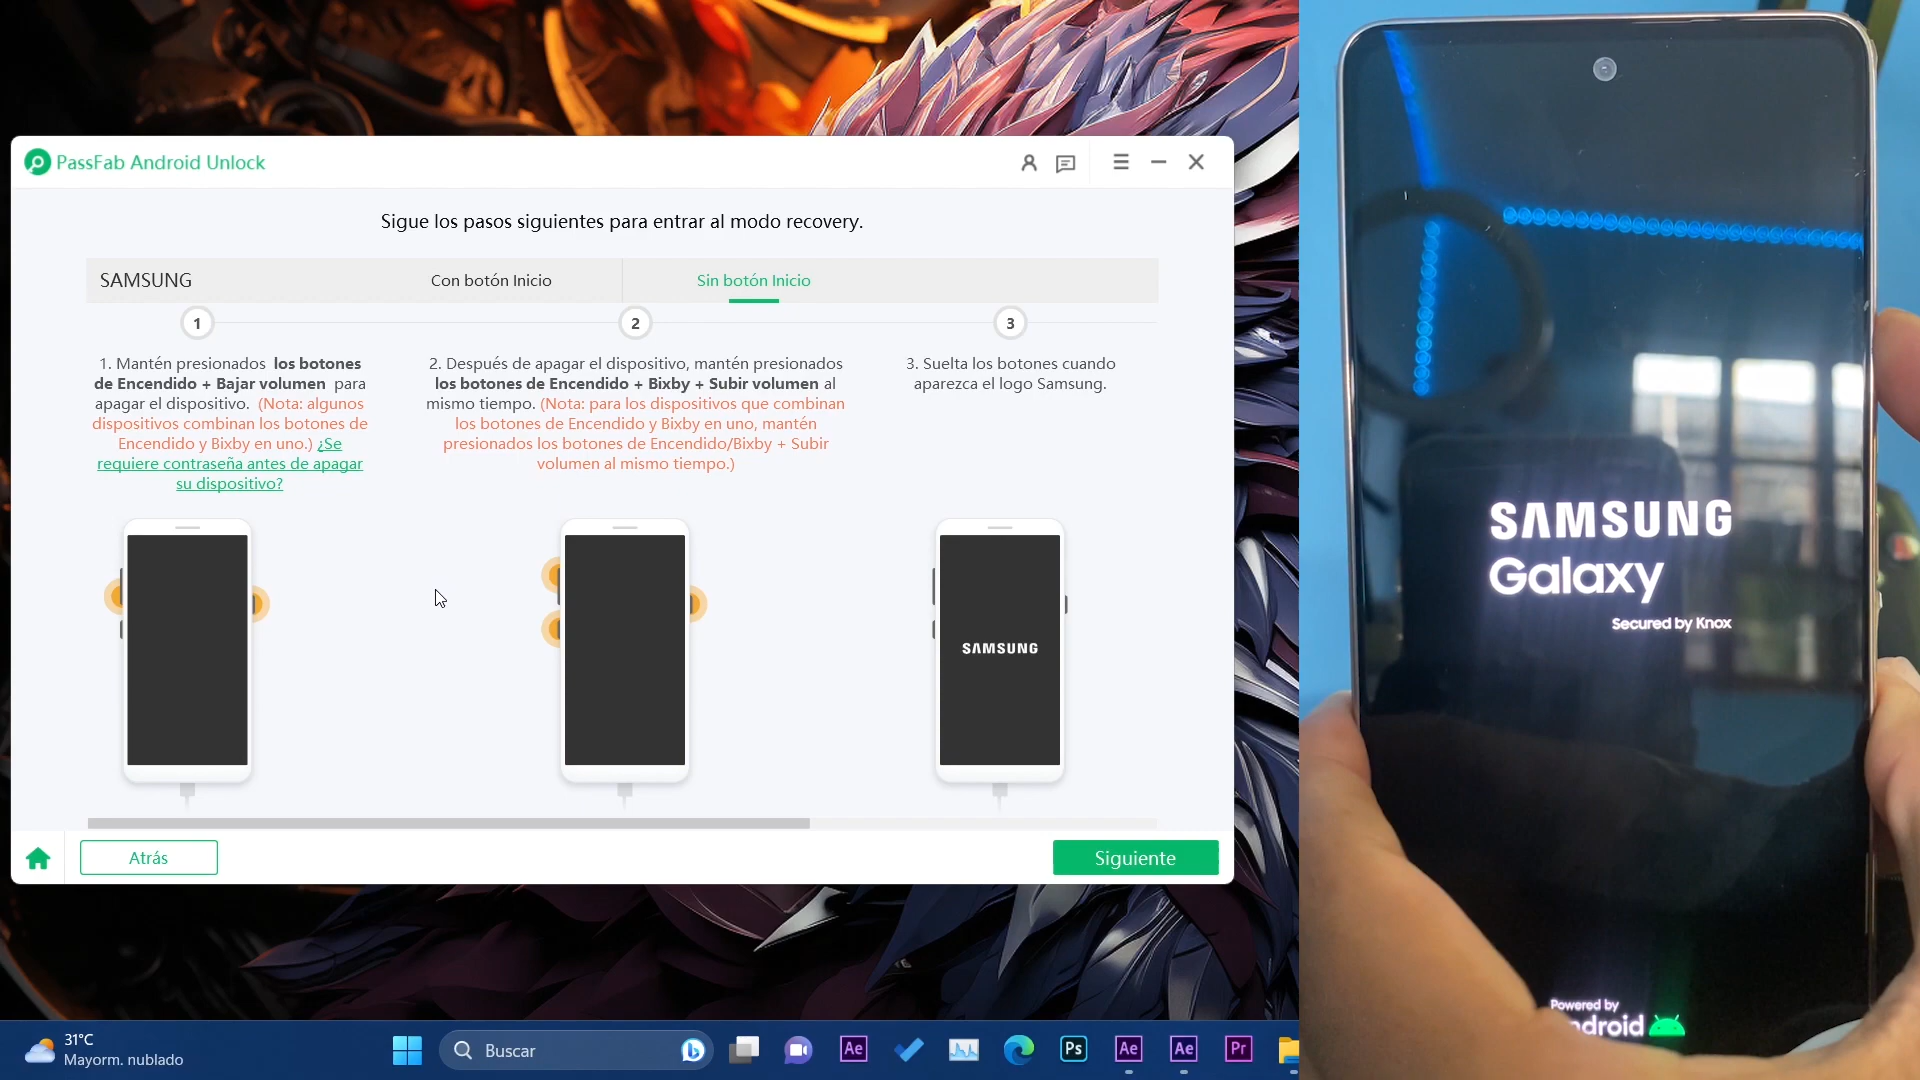 PassFab Android Unlock
Sigue los pasos siguientes para entrar al modo recovery.
SAMSUNG
Con botón Inicio
Sin botón Inicio
1
2
3
1. Mantén presionados los botones
de Encendido + Bajar volumen para
apagar el dispositivo. (Nota: algunos
dispositivos combinan los botones de
Encendido y Bixby en uno.) ¿Se
requiere contraseña antes de apagar
su dispositivo?
2. Después de apagar el dispositivo, mantén presionados
los botones de Encendido + Bixby + Subir volumen al
mismo tiempo. (Nota: para los dispositivos que combinan
los botones de Encendido y Bixby en uno, mantén
presionados los botones de Encendido/Bixby + Subir
volumen al mismo tiempo.)
3. Suelta los botones cuando
aparezca el logo Samsung.
SAMSUNG
Atrás
Siguiente
31°C
Mayorm. nublado
Buscar
Ae
Ps
Ae
Ae
Pr
SAMSUNG
Galaxy
Secured by Knox
Powered by
android